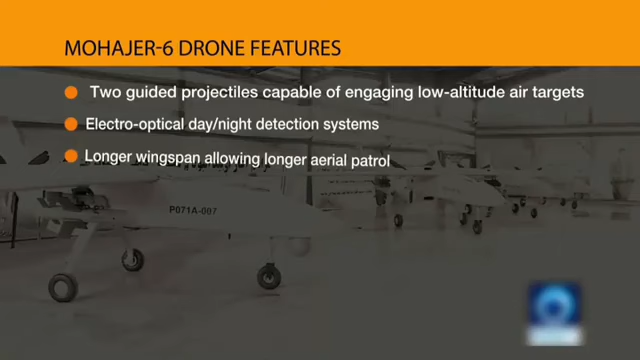 MOHAJER-6 DRONE FEATURES
Two guided projectiles capable of engaging low-altitude air targets
Electro-optical day/night detection systems
Longer wingspan allowing longer aerial patrol
P071A-007